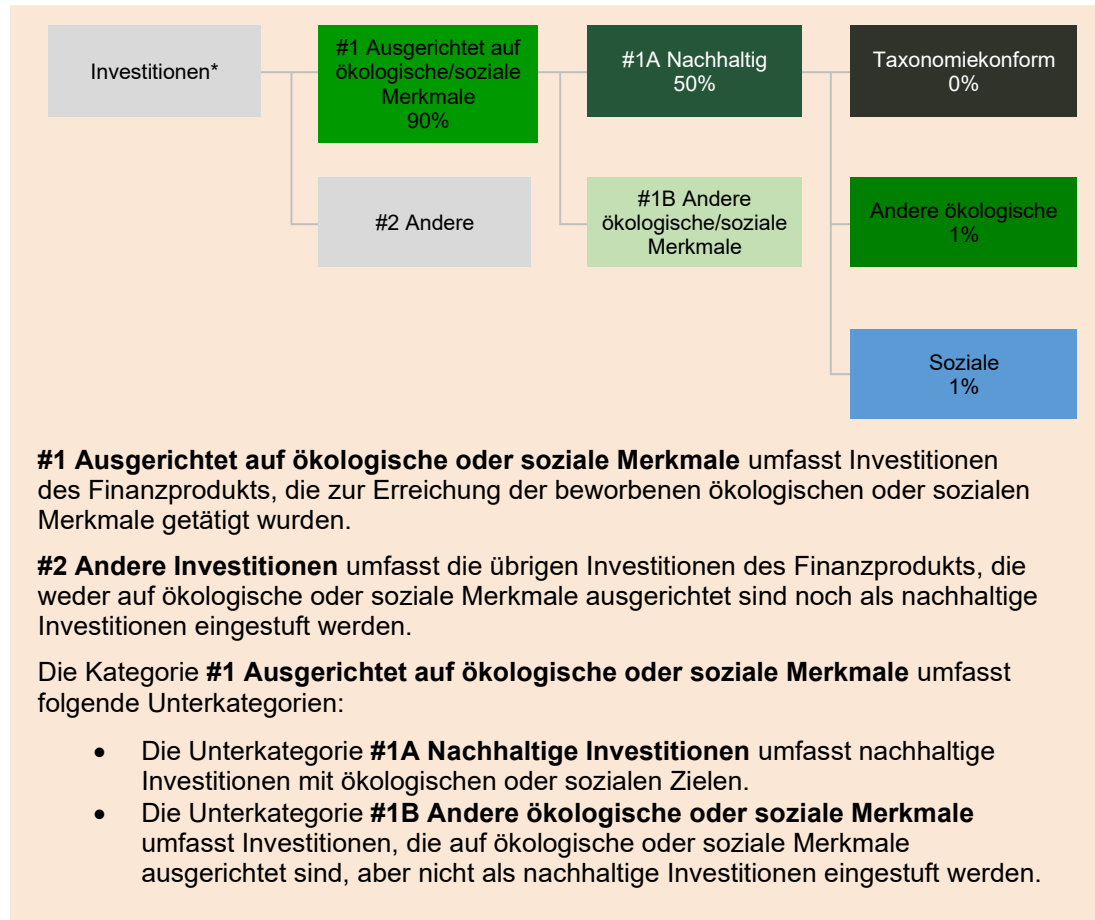 Investitionen*
#1 Ausgerichtet auf
ökologische/soziale
Merkmale
90%
#1A Nachhaltig
50%
Taxonomiekonform
0%
#2 Andere
#1B Andere
ökologische/soziale
Merkmale
Andere ökologische
1%
Soziale
1%
#1 Ausgerichtet auf ökologische oder soziale Merkmale umfasst Investitionen
des Finanzprodukts, die zur Erreichung der beworbenen ökologischen oder sozialen
Merkmale getätigt wurden.
#2 Andere Investitionen umfasst die übrigen Investitionen des Finanzprodukts, die
weder auf ökologische oder soziale Merkmale ausgerichtet sind noch als nachhaltige
Investitionen eingestuft werden.
Die Kategorie #1 Ausgerichtet auf ökologische oder soziale Merkmale umfasst
folgende Unterkategorien:
• Die Unterkategorie #1A Nachhaltige Investitionen umfasst nachhaltige
Investitionen mit ökologischen oder sozialen Zielen.
• Die Unterkategorie #1B Andere ökologische oder soziale Merkmale
umfasst Investitionen, die auf ökologische oder soziale Merkmale
ausgerichtet sind, aber nicht als nachhaltige Investitionen eingestuft werden.